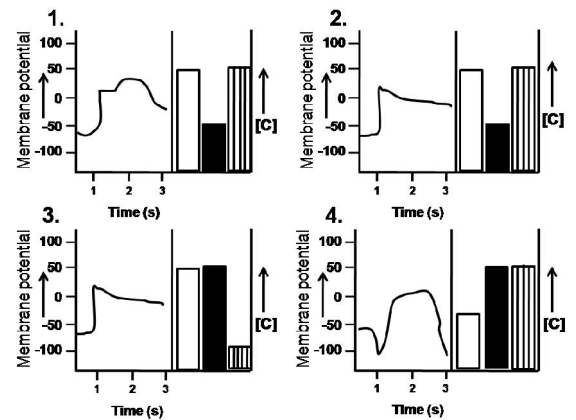 1.
Membrane potential
100
50
0
-50
-100
1 2 3
Time (s)
[C]
2.
Membrane potential
100
50
0
-50
-100
1 2 3
Time (s)
[C]
3.
Membrane potential
100
50
0
-50
-100
1 2 3
Time (s)
[C]
4.
Membrane potential
100
50
0
-50
-100
1 2 3
Time (s)
[C]